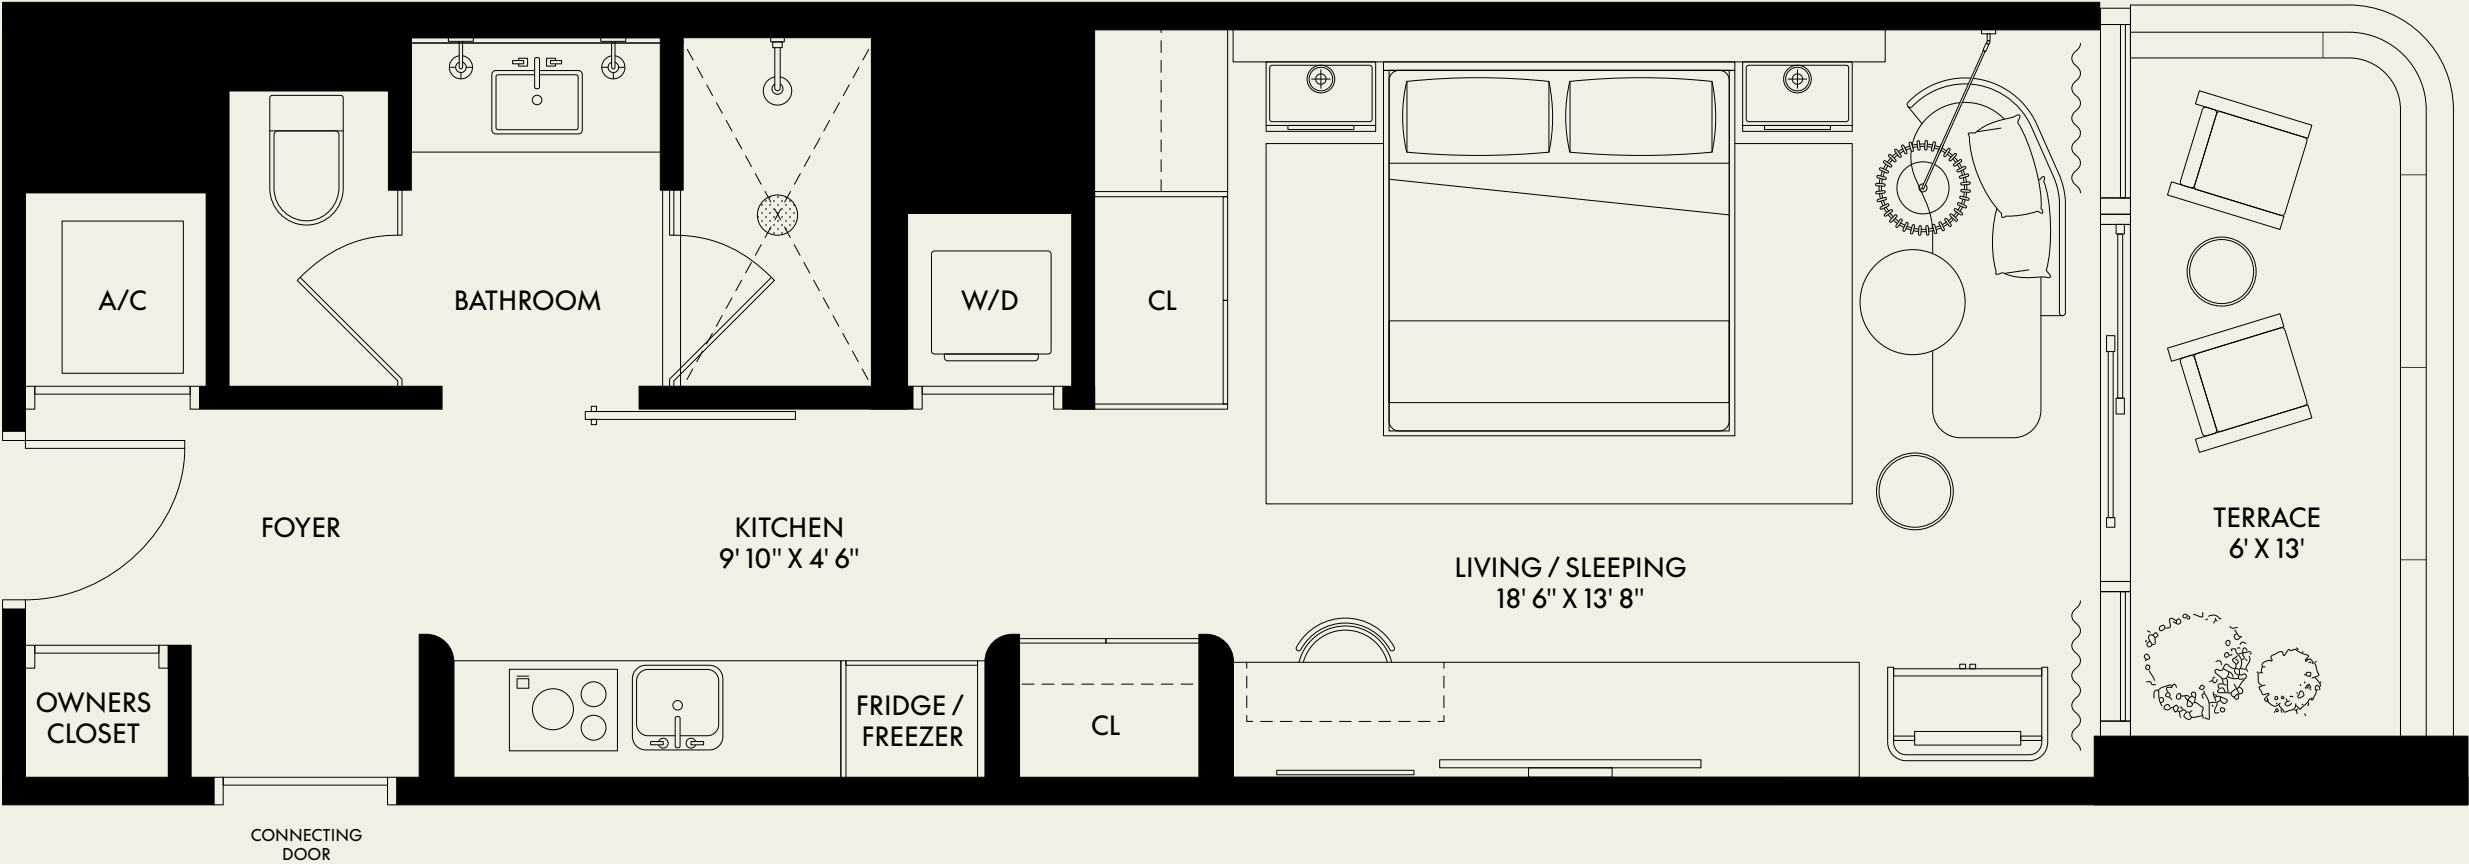 A/C
BATHROOM
W/D
CL
FOYER
KITCHEN
9' 10" X 4' 6"
LIVING / SLEEPING
18' 6" X 13' 8"
TERRACE
6' X 13'
OWNERS
CLOSET
FRIDGE /
FREEZER
CL
CONNECTING
DOOR